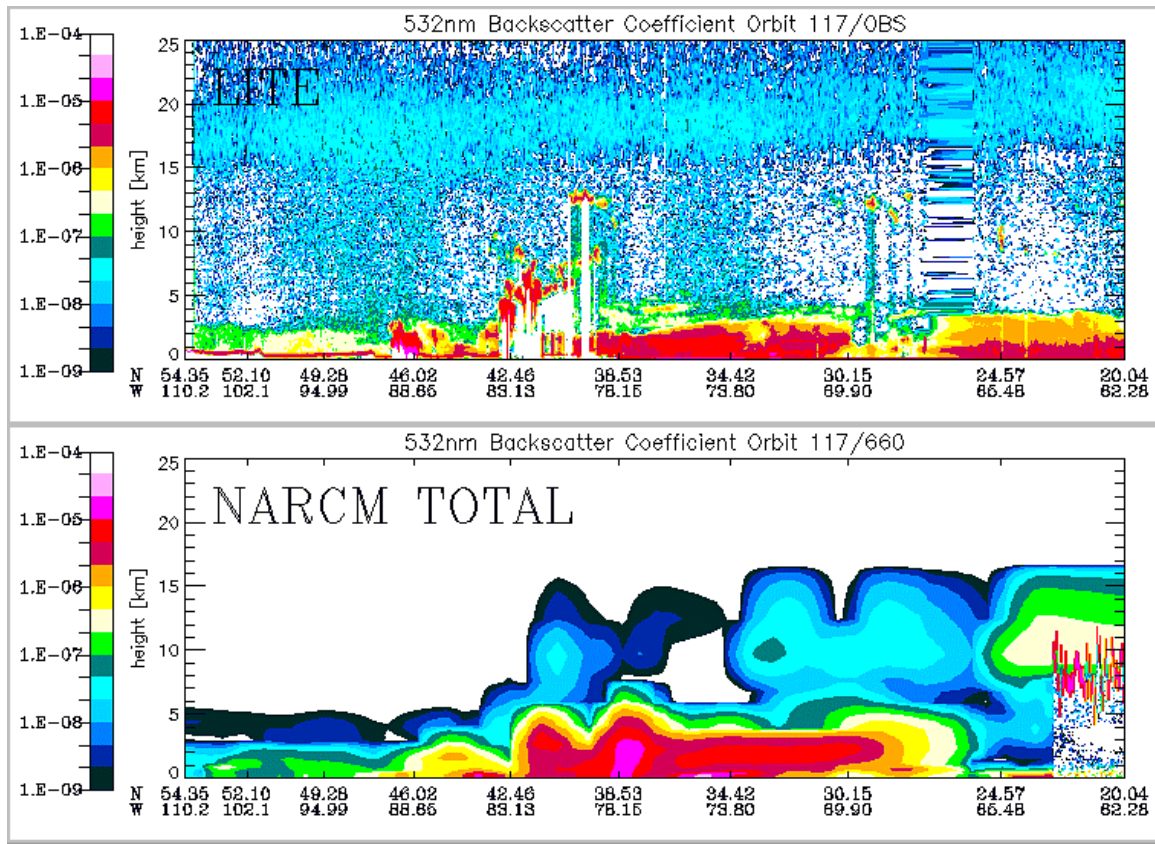 532nm Backscatter Coefficient Orbit 117/OBS
1.E-04
1.E-05
1.E-06
1.E-07
1.E-08
1.E-09
height [km]
25
20
15
10
5
0
LITE
N 54.35 52.10 49.28 46.02 42.46 38.53 34.42 30.15 24.57 20.04
W 110.2 102.1 94.99 88.66 83.13 78.15 73.80 69.90 65.48 62.28
532nm Backscatter Coefficient Orbit 117/660
1.E-04
1.E-05
1.E-06
1.E-07
1.E-08
1.E-09
height [km]
25
20
15
10
5
0
NARCM TOTAL
N 54.35 52.10 49.28 46.02 42.46 38.53 34.42 30.15 24.57 20.04
W 110.2 102.1 94.99 88.66 83.13 78.15 73.80 69.90 65.48 62.28